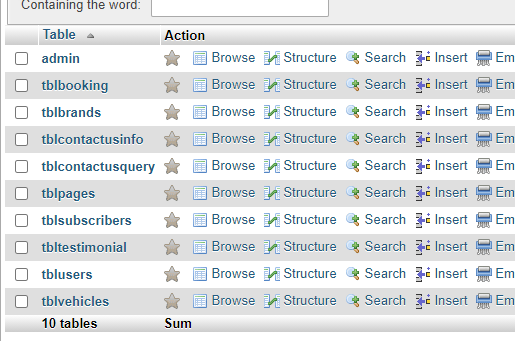 Containing the word:
Table Action
admin Browse Structure Search Insert Em
tblbooking Browse Structure Search Insert Em
tblbrands Browse Structure Search Insert Em
tblcontactusinfo Browse Structure Search Insert Em
tblcontactusquery Browse Structure Search Insert Em
tblpages Browse Structure Search Insert Em
tblsubscribers Browse Structure Search Insert Em
tbltestimonial Browse Structure Search Insert Em
tblusers Browse Structure Search Insert Em
tblvehicles Browse Structure Search Insert Em
10 tables Sum